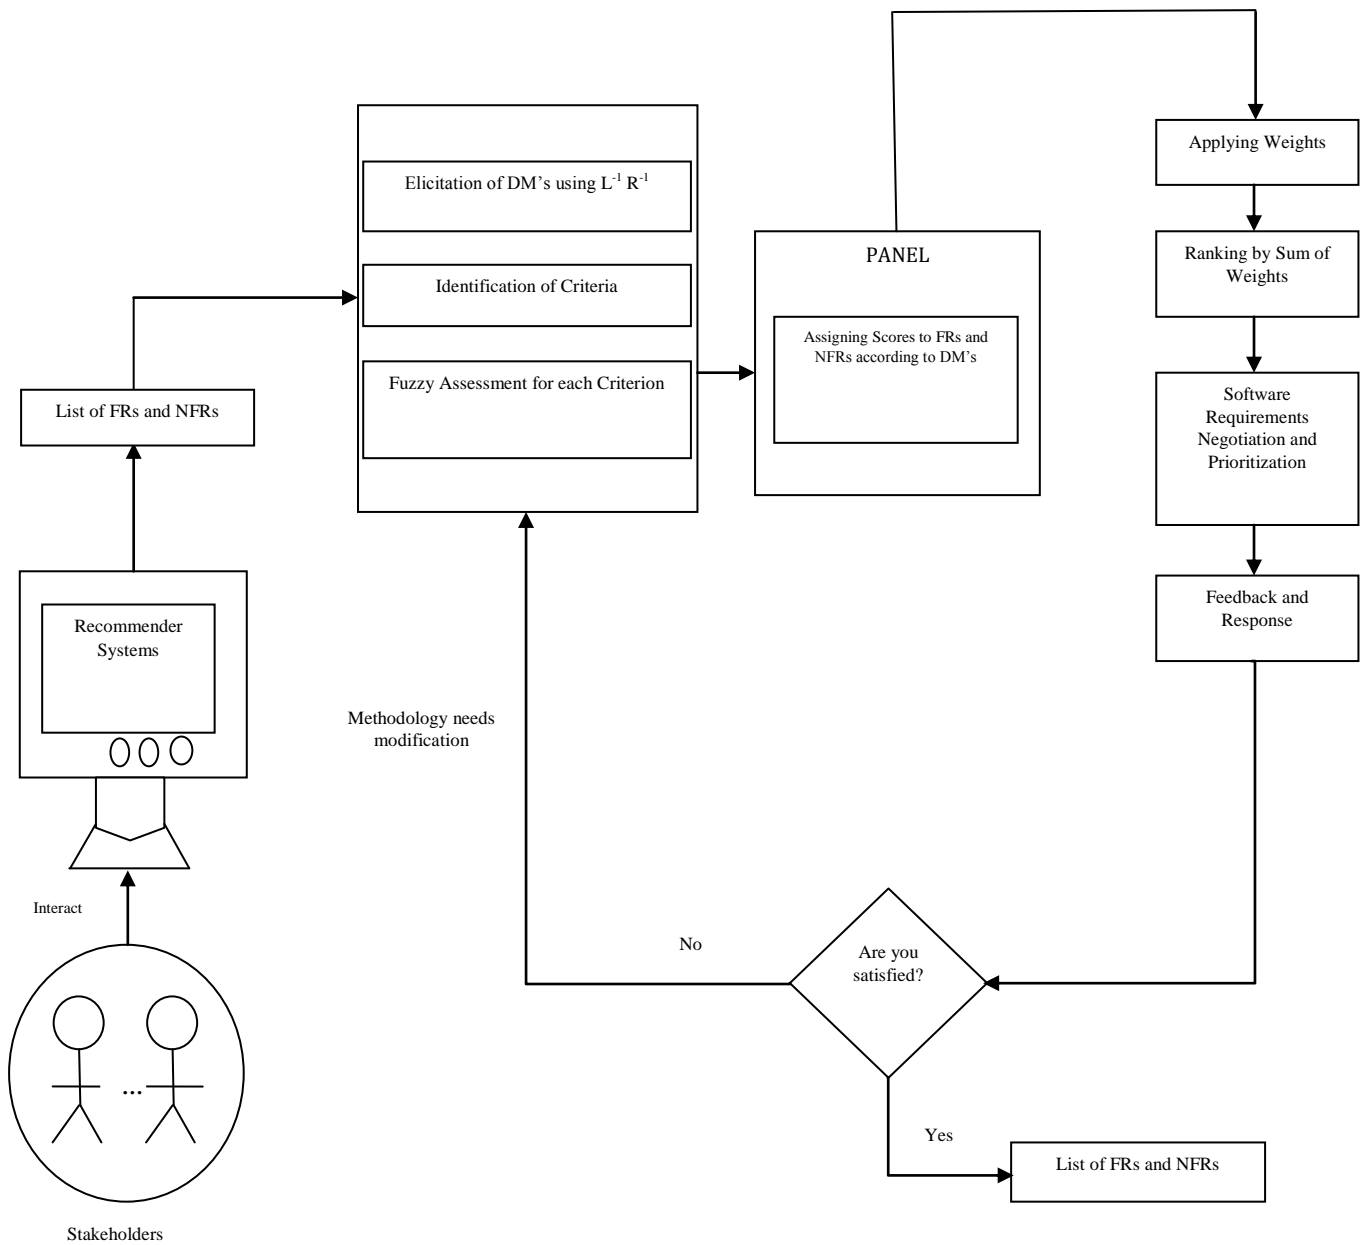 Applying Weights
Elicitation of DM's using L⁻¹ R⁻¹
Ranking by Sum of
Weights
PANEL
Identification of Criteria
Assigning Scores to FRs and
NFRs according to DM's
Fuzzy Assessment for each Criterion
List of FRs and NFRs
Software
Requirements
Negotiation and
Prioritization
Feedback and
Response
Recommender
Systems
Methodology needs
modification
Interact
No
Are you
satisfied?
...
Yes
List of FRs and NFRs
Stakeholders